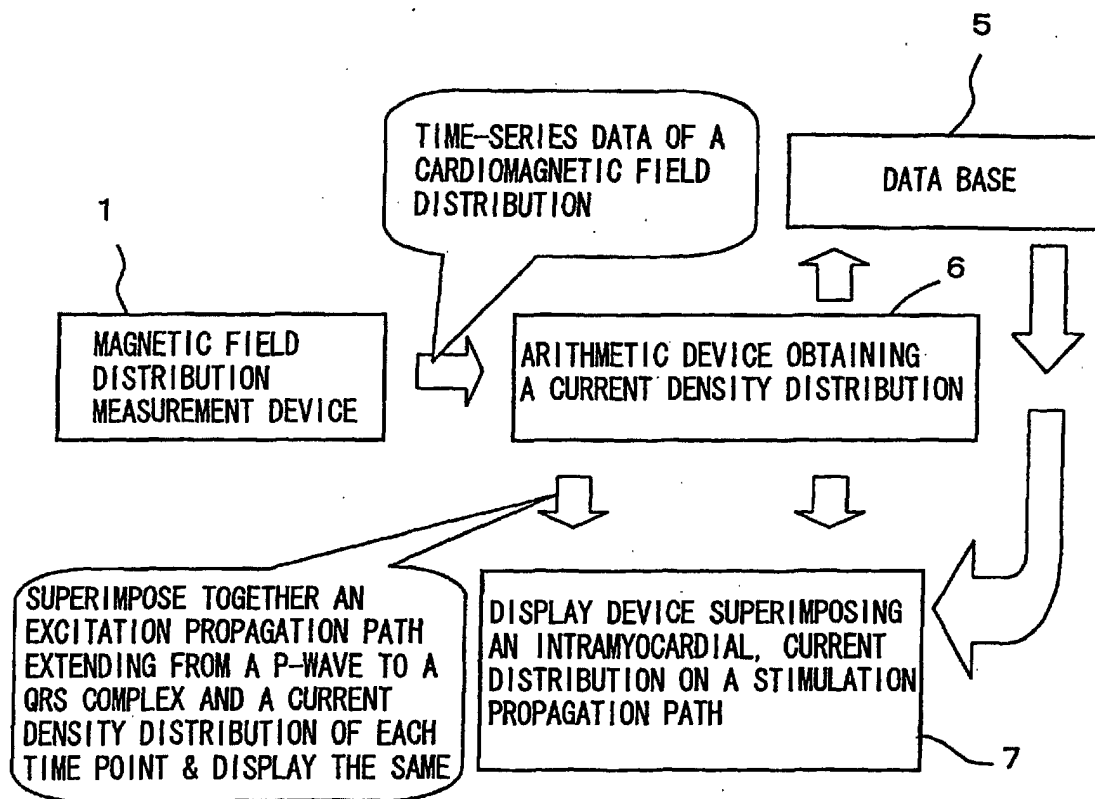 5
TIME-SERIES DATA OF A
CARDIOMAGNETIC FIELD
DISTRIBUTION
DATA BASE
1
6
MAGNETIC FIELD
DISTRIBUTION
MEASUREMENT DEVICE
ARITHMETIC DEVICE OBTAINING
A CURRENT DENSITY DISTRIBUTION
SUPERIMPOSE TOGETHER AN
EXCITATION PROPAGATION PATH
EXTENDING FROM A P-WAVE TO A
QRS COMPLEX AND A CURRENT
DENSITY DISTRIBUTION OF EACH
TIME POINT & DISPLAY THE SAME
DISPLAY DEVICE SUPERIMPOSING
AN INTRAMYOCARDIAL, CURRENT
DISTRIBUTION ON A STIMULATION
PROPAGATION PATH
7